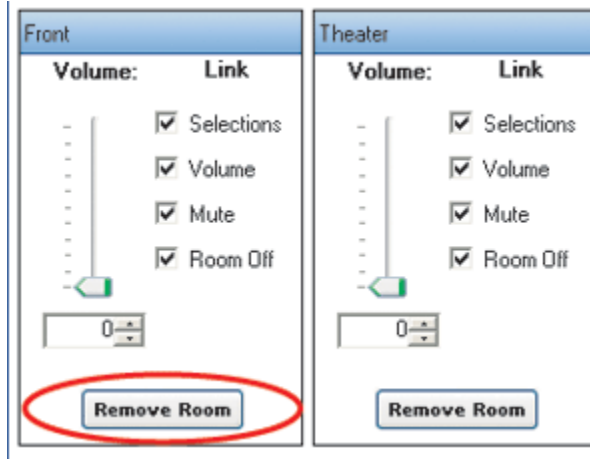 Front
Volume: Link
Selections
Volume
Mute
Room Off
0
Remove Room
Theater
Volume: Link
Selections
Volume
Mute
Room Off
0
Remove Room